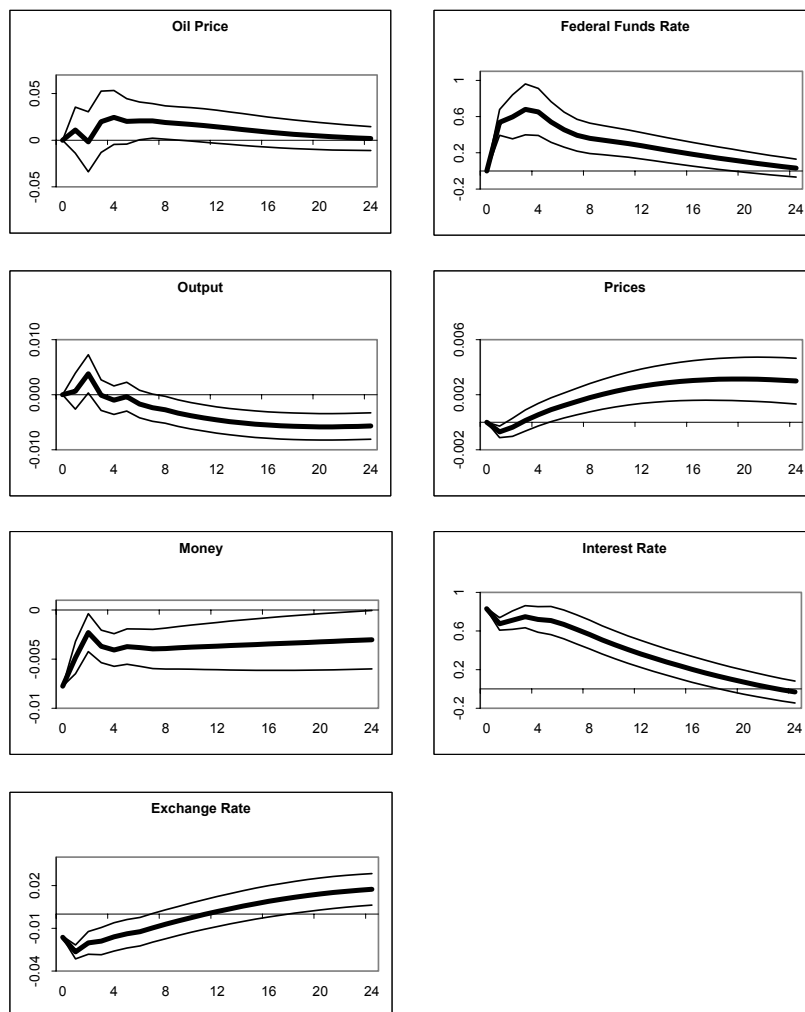 Oil Price
0.05
0
-0.05
0 4 8 12 16 20 24
Federal Funds Rate
1
0.6
0.2
-0.2
0 4 8 12 16 20 24
Output
0.010
0.000
-0.010
0 4 8 12 16 20 24
Prices
0.006
0.002
-0.002
0 4 8 12 16 20 24
Money
0
-0.005
-0.01
0 4 8 12 16 20 24
Interest Rate
1
0.6
0.2
-0.2
0 4 8 12 16 20 24
Exchange Rate
0.02
-0.01
-0.04
0 4 8 12 16 20 24